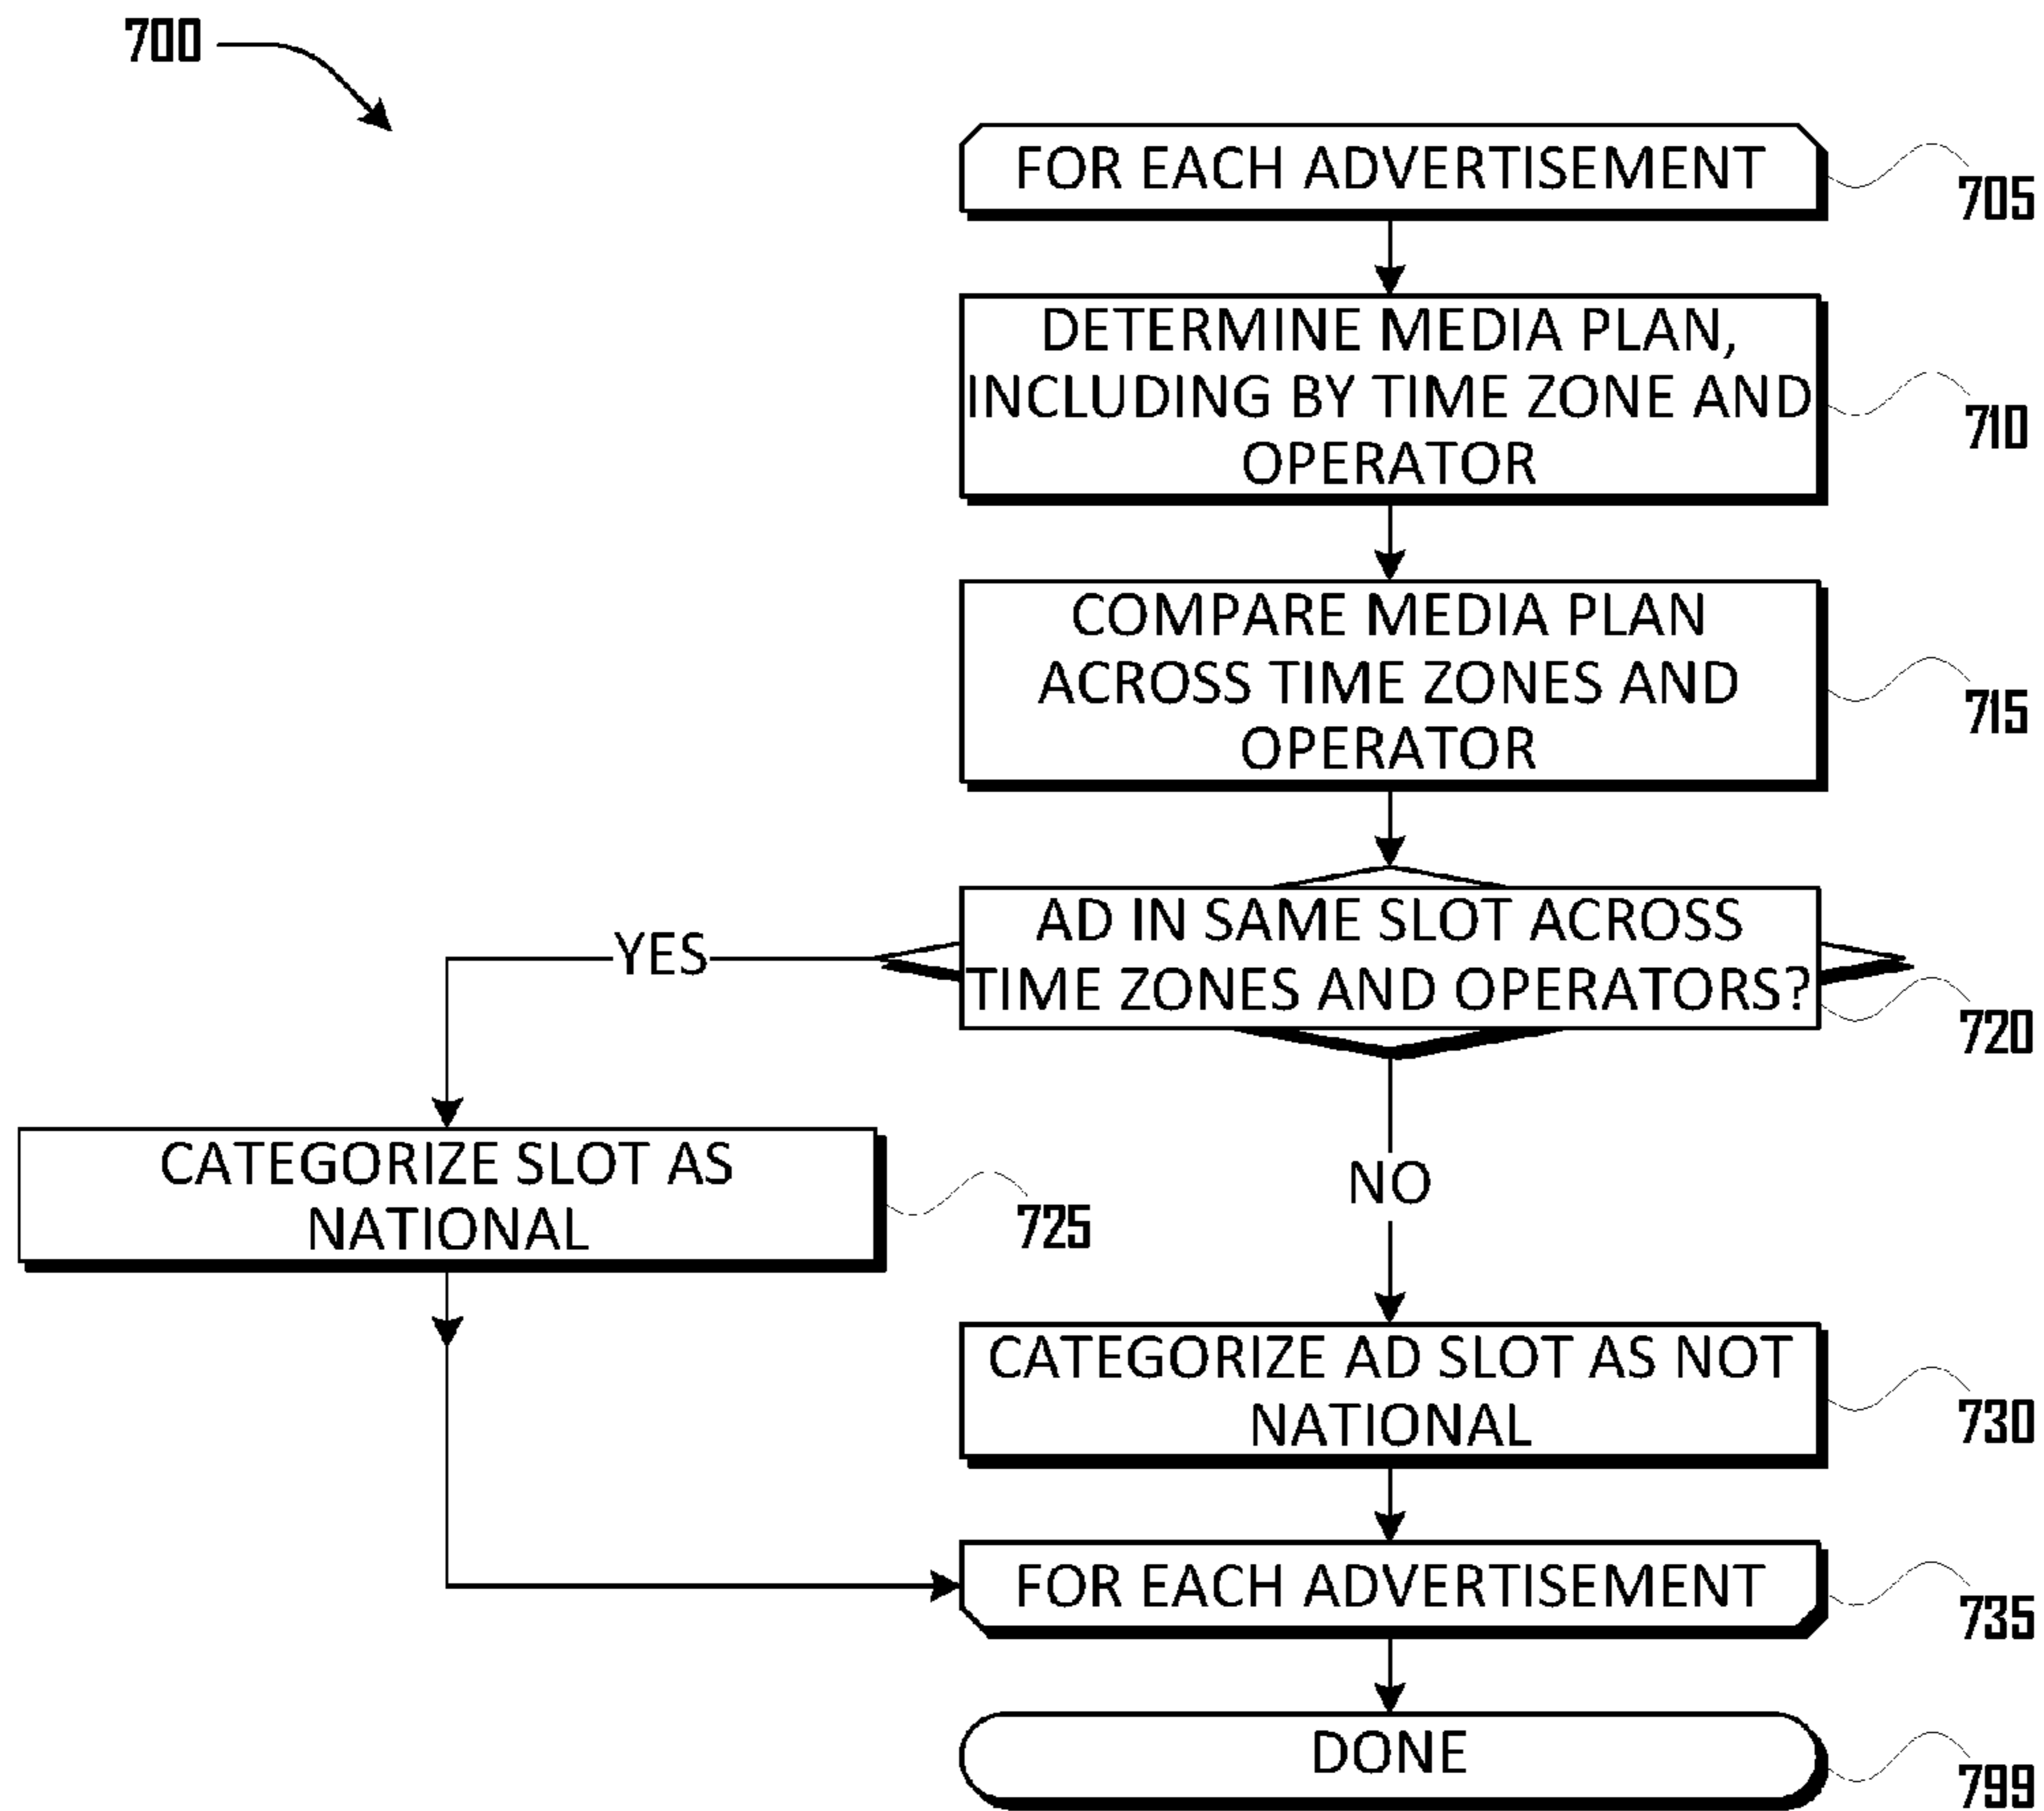 700
FOR EACH ADVERTISEMENT
705
DETERMINE MEDIA PLAN,
INCLUDING BY TIME ZONE AND
OPERATOR
710
COMPARE MEDIA PLAN
ACROSS TIME ZONES AND
OPERATOR
715
AD IN SAME SLOT ACROSS
TIME ZONES AND OPERATORS?
720
YES
CATEGORIZE SLOT AS
NATIONAL
725
NO
CATEGORIZE AD SLOT AS NOT
NATIONAL
730
FOR EACH ADVERTISEMENT
735
DONE
799